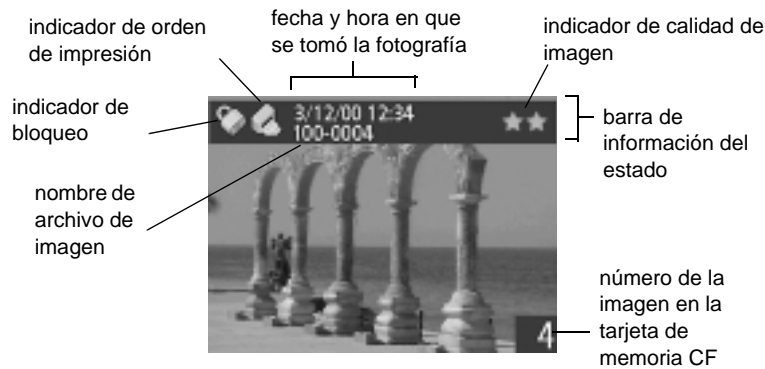 indicador de orden
de impresión
fecha y hora en que
se tomó la fotografía
indicador de calidad de
imagen
indicador de
bloqueo
3/12/00 12:34
100-0004
barra de
información del
estado
nombre de
archivo de
imagen
número de la
imagen en la
tarjeta de
memoria CF
4